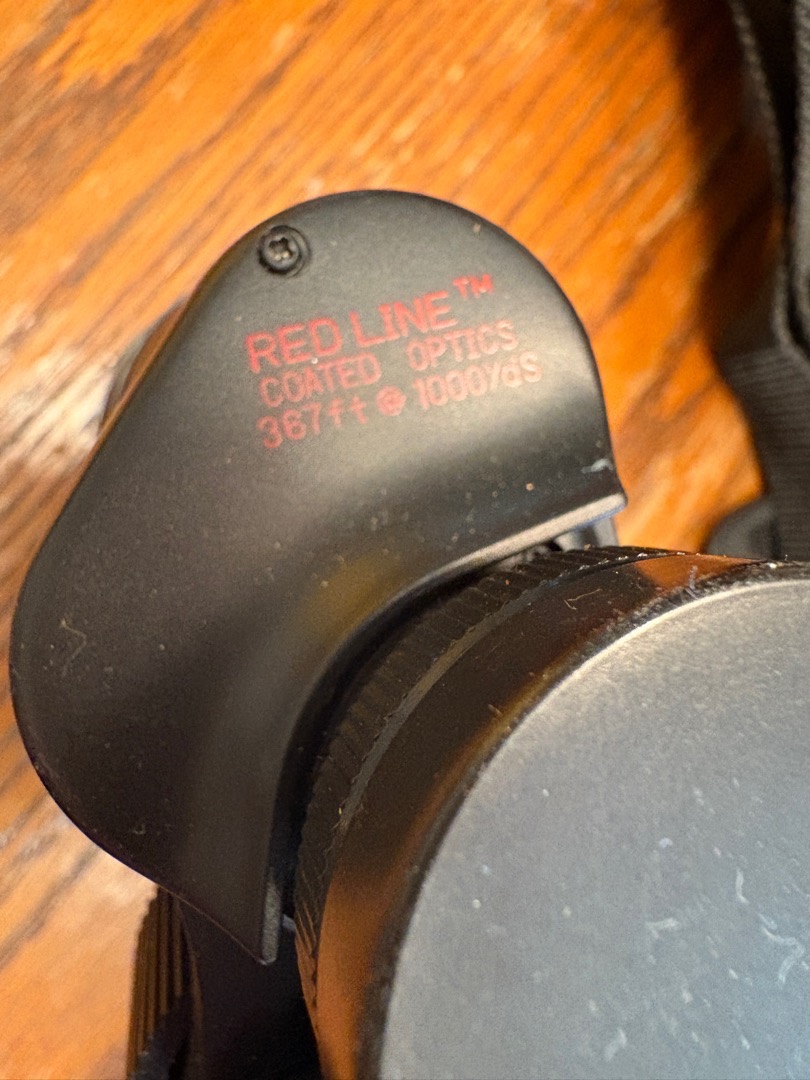 RED LINE™
COATED OPTICS
367ft @ 1000YdS